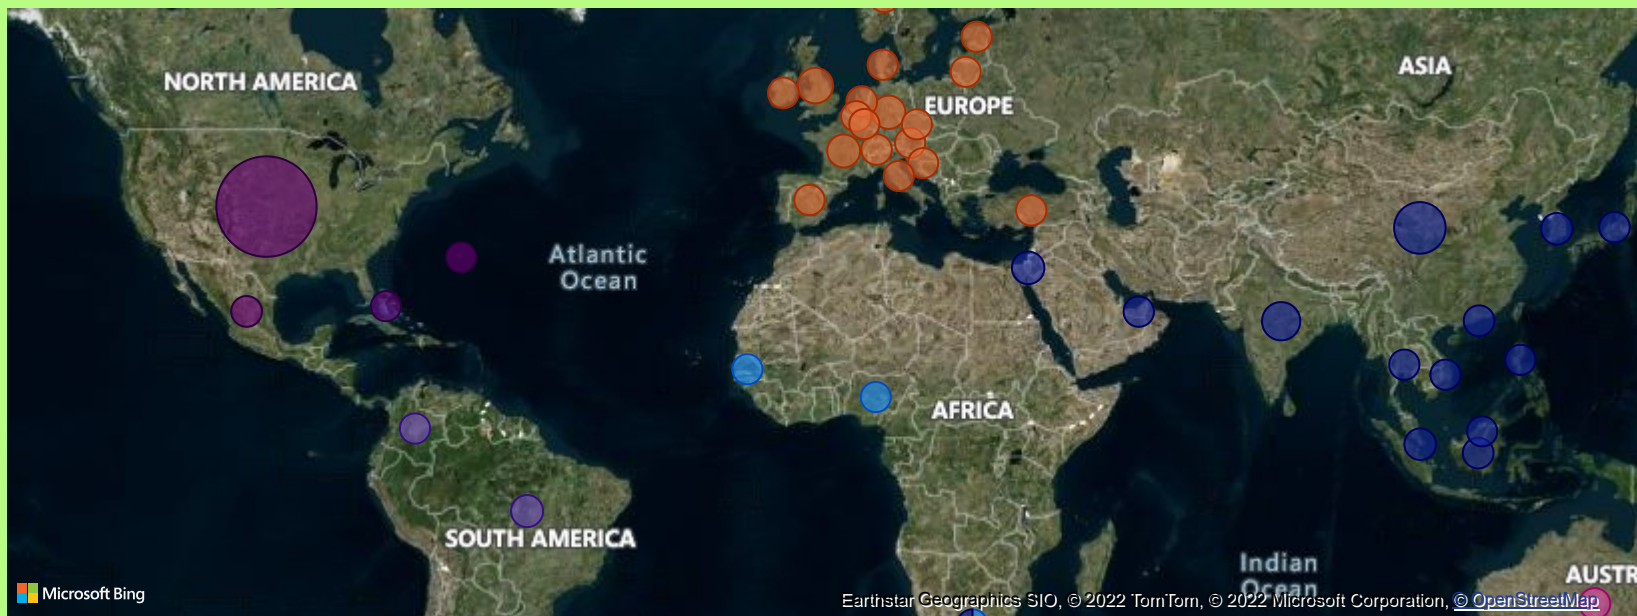 ASIA
NORTH AMERICA
EUROPE
Atlantic
Ocean
AFRICA
SOUTH AMERICA
Indian
Ocean
AUSTR
Microsoft Bing
Earthstar Geographics SIO, © 2022 TomTom, © 2022 Microsoft Corporation, © OpenStreetMap